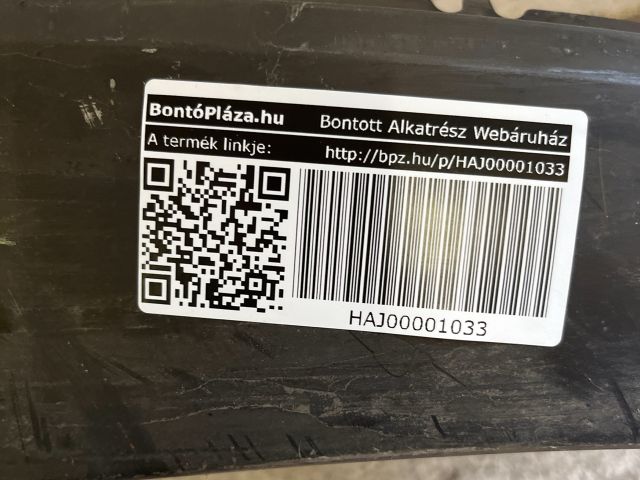 BontóPláza.hu Bontott Alkatrész Webáruház
A termék linkje: http://bpz.hu/p/HAJ00001033
HAJ00001033